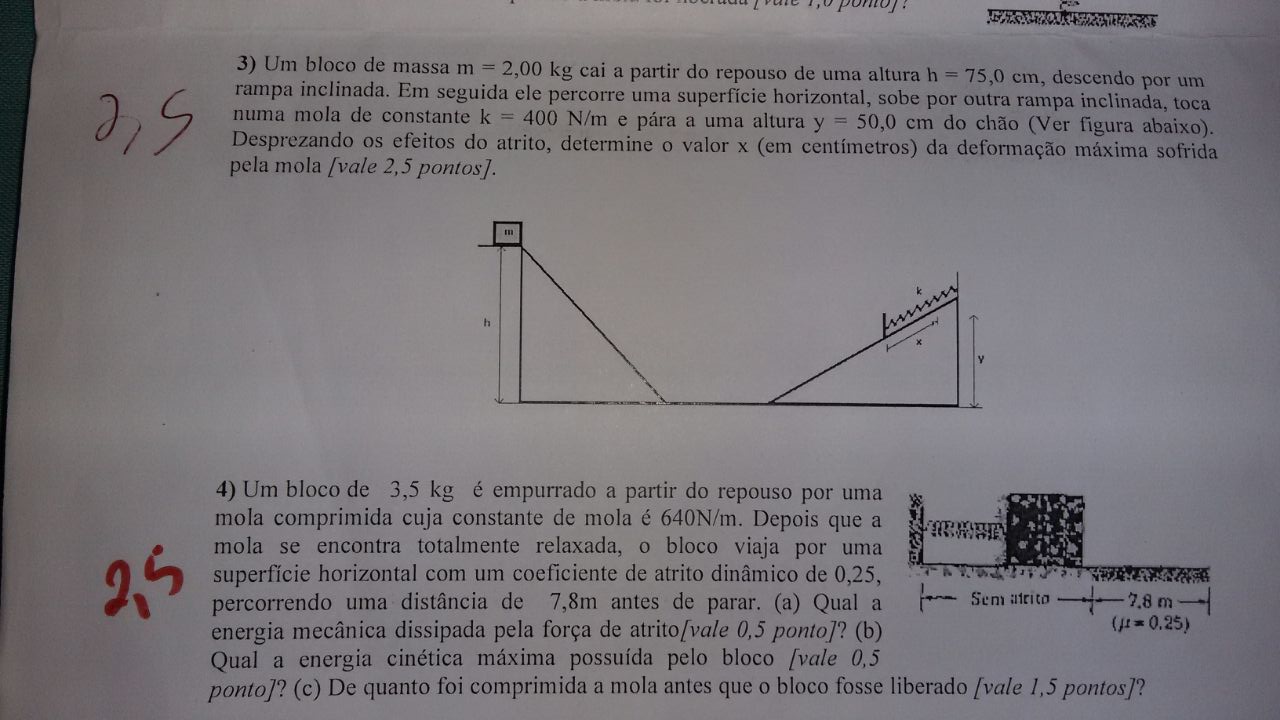 3) Um bloco de massa m = 2,00 kg cai a partir do repouso de uma altura h = 75,0 cm, descendo por um
rampa inclinada. Em seguida ele percorre uma superfície horizontal, sobe por outra rampa inclinada, toca
numa mola de constante k = 400 N/m e pára a uma altura y = 50,0 cm do chão (Ver figura abaixo).
Desprezando os efeitos do atrito, determine o valor x (em centímetros) da deformação máxima sofrida
pela mola [vale 2,5 pontos].
2,5
m
h
k
x
y
4) Um bloco de 3,5 kg é empurrado a partir do repouso por uma
mola comprimida cuja constante de mola é 640N/m. Depois que a
mola se encontra totalmente relaxada, o bloco viaja por uma
superfície horizontal com um coeficiente de atrito dinâmico de 0,25,
percorrendo uma distância de 7,8m antes de parar. (a) Qual a
energia mecânica dissipada pela força de atrito[vale 0,5 ponto]? (b)
Qual a energia cinética máxima possuída pelo bloco [vale 0,5
ponto]? (c) De quanto foi comprimida a mola antes que o bloco fosse liberado [vale 1,5 pontos]?
2,5
Sem atrito
7,8 m
(μ = 0.25)